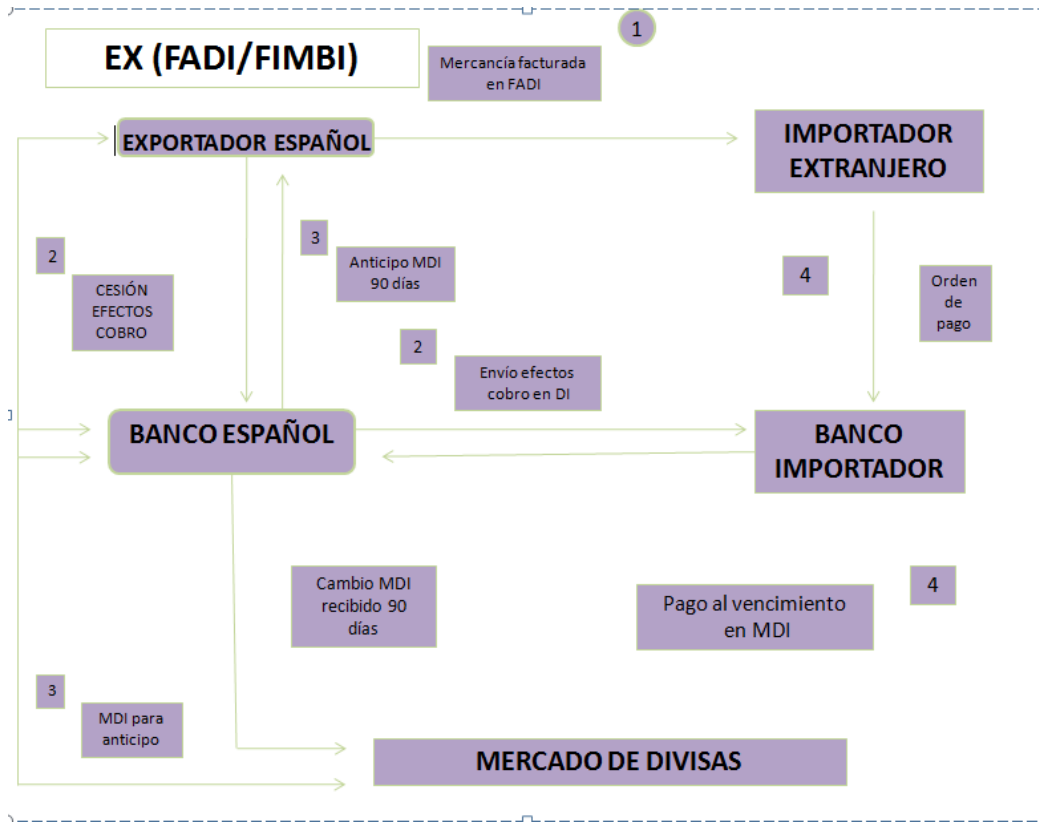 1
EX (FADI/FIMBI)
Mercancía facturada
en FADI
EXPORTADOR ESPAÑOL
IMPORTADOR
EXTRANJERO
2
CESIÓN
EFECTOS
COBRO
3
Anticipo MDI
90 días
4
Orden
de
pago
2
Envío efectos
cobro en DI
BANCO ESPAÑOL
BANCO
IMPORTADOR
Cambio MDI
recibido 90
días
4
Pago al vencimiento
en MDI
3
MDI para
anticipo
MERCADO DE DIVISAS